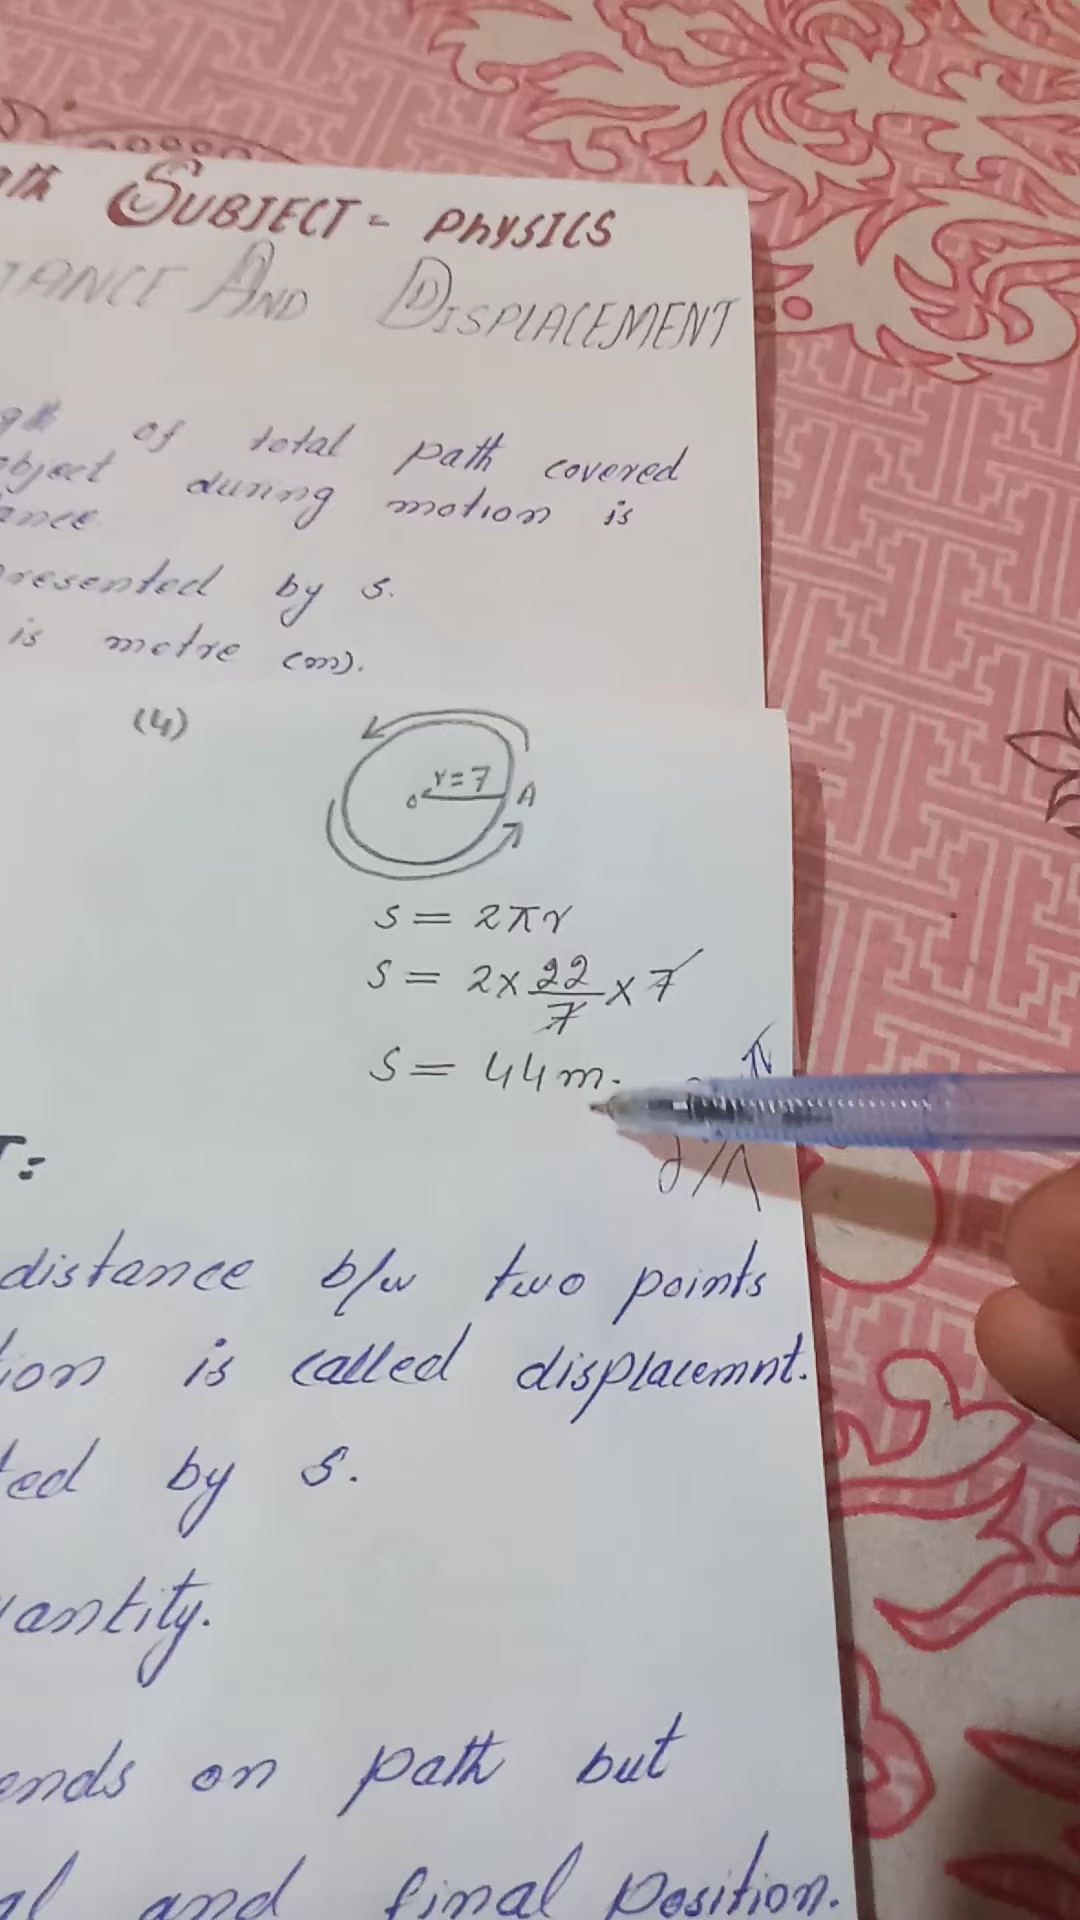 SUBJECT = PHYSICS
AND DISPLACEMENT
of total path covered
during motion is
by s.
is metre (m).
(4)
r=7
A
S = 2πr
S = 2 x 22/7 x 7
S = 44m.
π
distance b/w two points
is called displacemnt.
by s.
on path but
and final position.